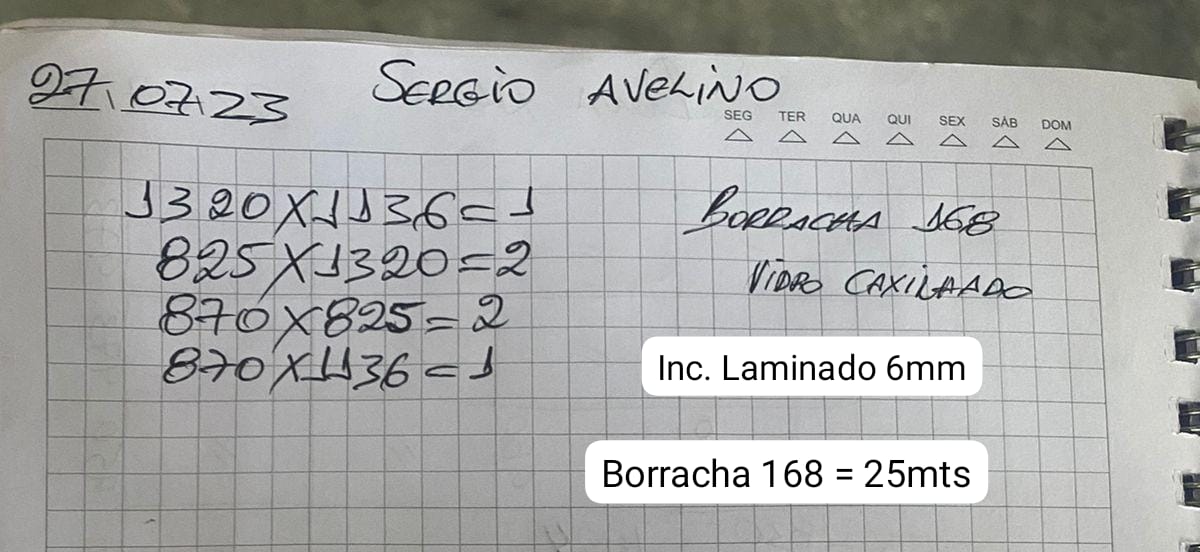 27\07\23 SERGIO AVELINO
SEG TER QUA QUI SEX SÁB DOM
1320X1136=1
825X1320=2
870X825=2
870X1136=1
BORRACHA 168
VIDRO CAXILAADO
Inc. Laminado 6mm
Borracha 168 = 25mts